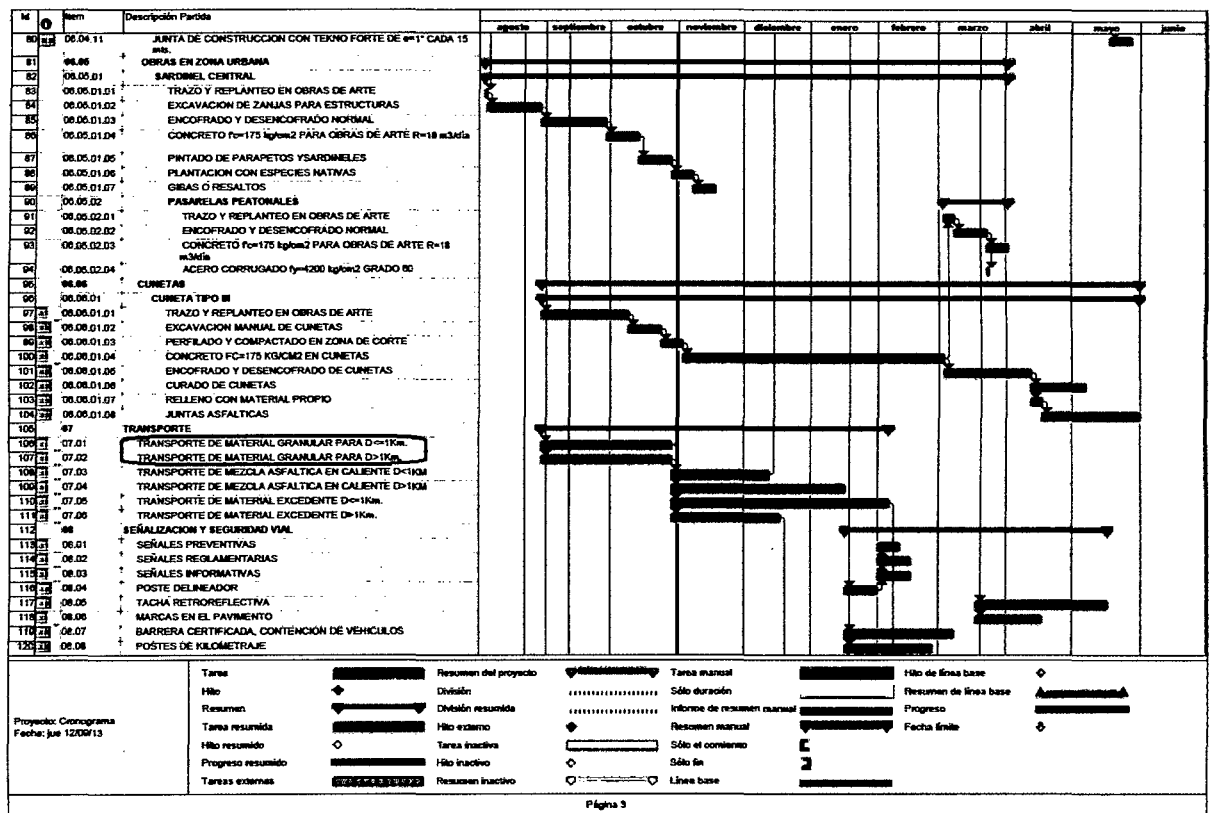 Id Item Descripción Partida
agosto septiembre octubre noviembre diciembre enero febrero marzo abril mayo junio
80 06.04.11 JUNTA DE CONSTRUCCION CON TEKNO FORTE DE e=1" CADA 15
mts.
81 06.05 OBRAS EN ZONA URBANA
82 06.05.01 SARDINEL CENTRAL
83 06.05.01.01 TRAZO Y REPLANTEO EN OBRAS DE ARTE
84 06.05.01.02 EXCAVACION DE ZANJAS PARA ESTRUCTURAS
85 06.05.01.03 ENCOFRADO Y DESENCOFRADO NORMAL
86 06.05.01.04 CONCRETO f'c=175 kg/cm2 PARA OBRAS DE ARTE R=18 m3/día
87 06.05.01.05 PINTADO DE PARAPETOS YSARDINELES
88 06.05.01.06 PLANTACION CON ESPECIES NATIVAS
89 06.05.01.07 GIBAS O RESALTOS
90 06.05.02 PASARELAS PEATONALES
91 06.05.02.01 TRAZO Y REPLANTEO EN OBRAS DE ARTE
92 06.05.02.02 ENCOFRADO Y DESENCOFRADO NORMAL
93 06.05.02.03 CONCRETO f'c=175 kg/cm2 PARA OBRAS DE ARTE R=18
m3/día
94 06.05.02.04 ACERO CORRUGADO fy=4200 kg/cm2 GRADO 60
95 06.06 CUNETAS
96 06.06.01 CUNETA TIPO III
97 06.06.01.01 TRAZO Y REPLANTEO EN OBRAS DE ARTE
98 06.06.01.02 EXCAVACION MANUAL DE CUNETAS
99 06.06.01.03 PERFILADO Y COMPACTADO EN ZONA DE CORTE
100 06.06.01.04 CONCRETO FC=175 KG/CM2 EN CUNETAS
101 06.06.01.05 ENCOFRADO Y DESENCOFRADO DE CUNETAS
102 06.06.01.06 CURADO DE CUNETAS
103 06.06.01.07 RELLENO CON MATERIAL PROPIO
104 06.06.01.08 JUNTAS ASFALTICAS
105 07 TRANSPORTE
106 07.01 TRANSPORTE DE MATERIAL GRANULAR PARA D<=1Km.
107 07.02 TRANSPORTE DE MATERIAL GRANULAR PARA D>1Km.
108 07.03 TRANSPORTE DE MEZCLA ASFALTICA EN CALIENTE D<1KM
109 07.04 TRANSPORTE DE MEZCLA ASFALTICA EN CALIENTE D>1KM
110 07.05 TRANSPORTE DE MATERIAL EXCEDENTE D<=1Km.
111 07.06 TRANSPORTE DE MATERIAL EXCEDENTE D>1Km.
112 08 SEÑALIZACION Y SEGURIDAD VIAL
113 08.01 SEÑALES PREVENTIVAS
114 08.02 SEÑALES REGLAMENTARIAS
115 08.03 SEÑALES INFORMATIVAS
116 08.04 POSTE DELINEADOR
117 08.05 TACHA RETROREFLECTIVA
118 08.06 MARCAS EN EL PAVIMENTO
119 08.07 BARRERA CERTIFICADA, CONTENCIÓN DE VEHICULOS
120 08.08 POSTES DE KILOMETRAJE
Proyecto: Cronograma
Fecha: jue 12/09/13
Tarea Resumen del proyecto Tarea manual Hito de línea base
Hito División Sólo duración Resumen de línea base
Resumen División resumida Informe de resumen manual Progreso
Tarea resumida Hito externo Resumen manual Fecha límite
Hito resumido Tarea inactiva Sólo el comienzo
Progreso resumido Hito inactivo Sólo fin
Tareas externas Resumen inactivo Línea base
Página 3